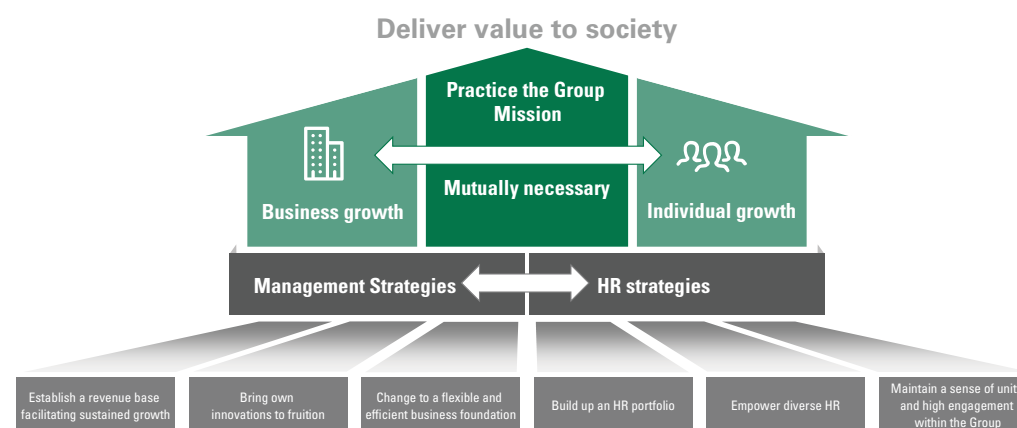 Deliver value to society
Practice the Group
Mission
Mutually necessary
Business growth
Individual growth
Management Strategies
HR strategies
Establish a revenue base
facilitating sustained growth
Bring own
innovations to fruition
Change to a flexible and
efficient business foundation
Build up an HR portfolio
Empower diverse HR
Maintain a sense of unit
and high engagement
within the Group